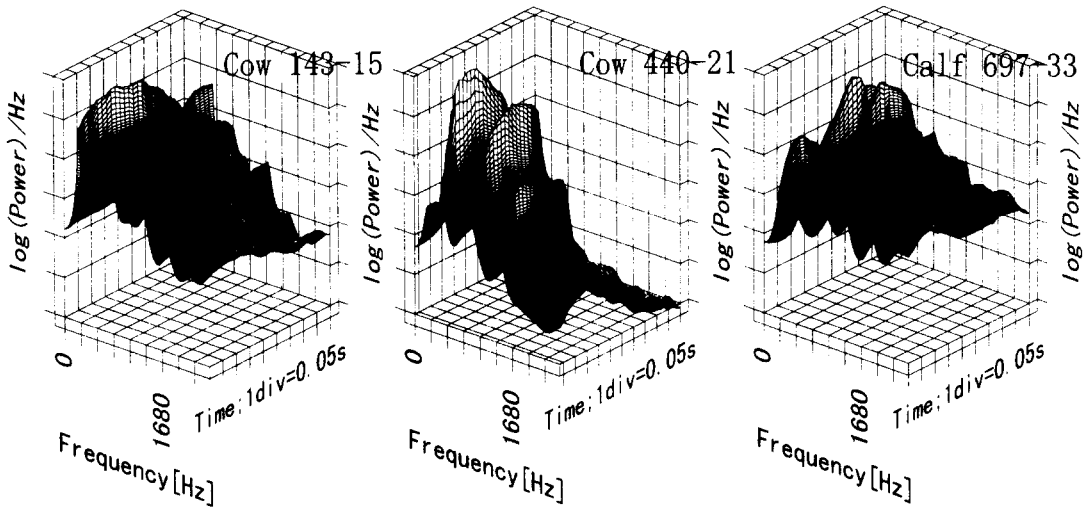 Cow 143-15
log(Power)/Hz
0
1680
Frequency[Hz]
Time;1div=0.05s
Cow 440-21
log(Power)/Hz
0
1680
Frequency[Hz]
Time;1div=0.05s
Calf 697-33
log(Power)/Hz
0
1680
Frequency[Hz]
Time;1div=0.05s
log(Power)/Hz